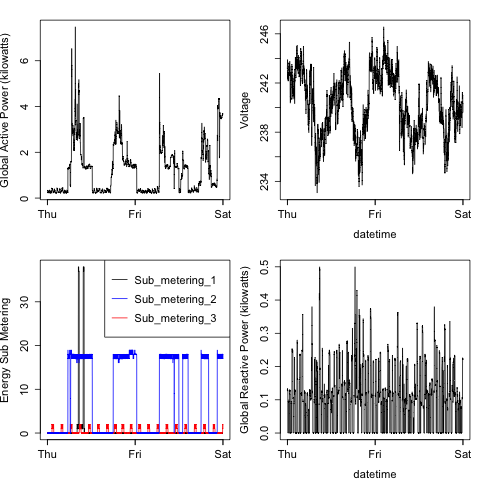 Global Active Power (kilowatts)
6
4
2
0
Thu Fri Sat
Voltage
246
242
238
234
Thu Fri Sat
datetime
Energy Sub Metering
30
20
10
0
Sub_metering_1
Sub_metering_2
Sub_metering_3
Thu Fri Sat
Global Reactive Power (kilowatts)
0.5
0.4
0.3
0.2
0.1
0.0
Thu Fri Sat
datetime